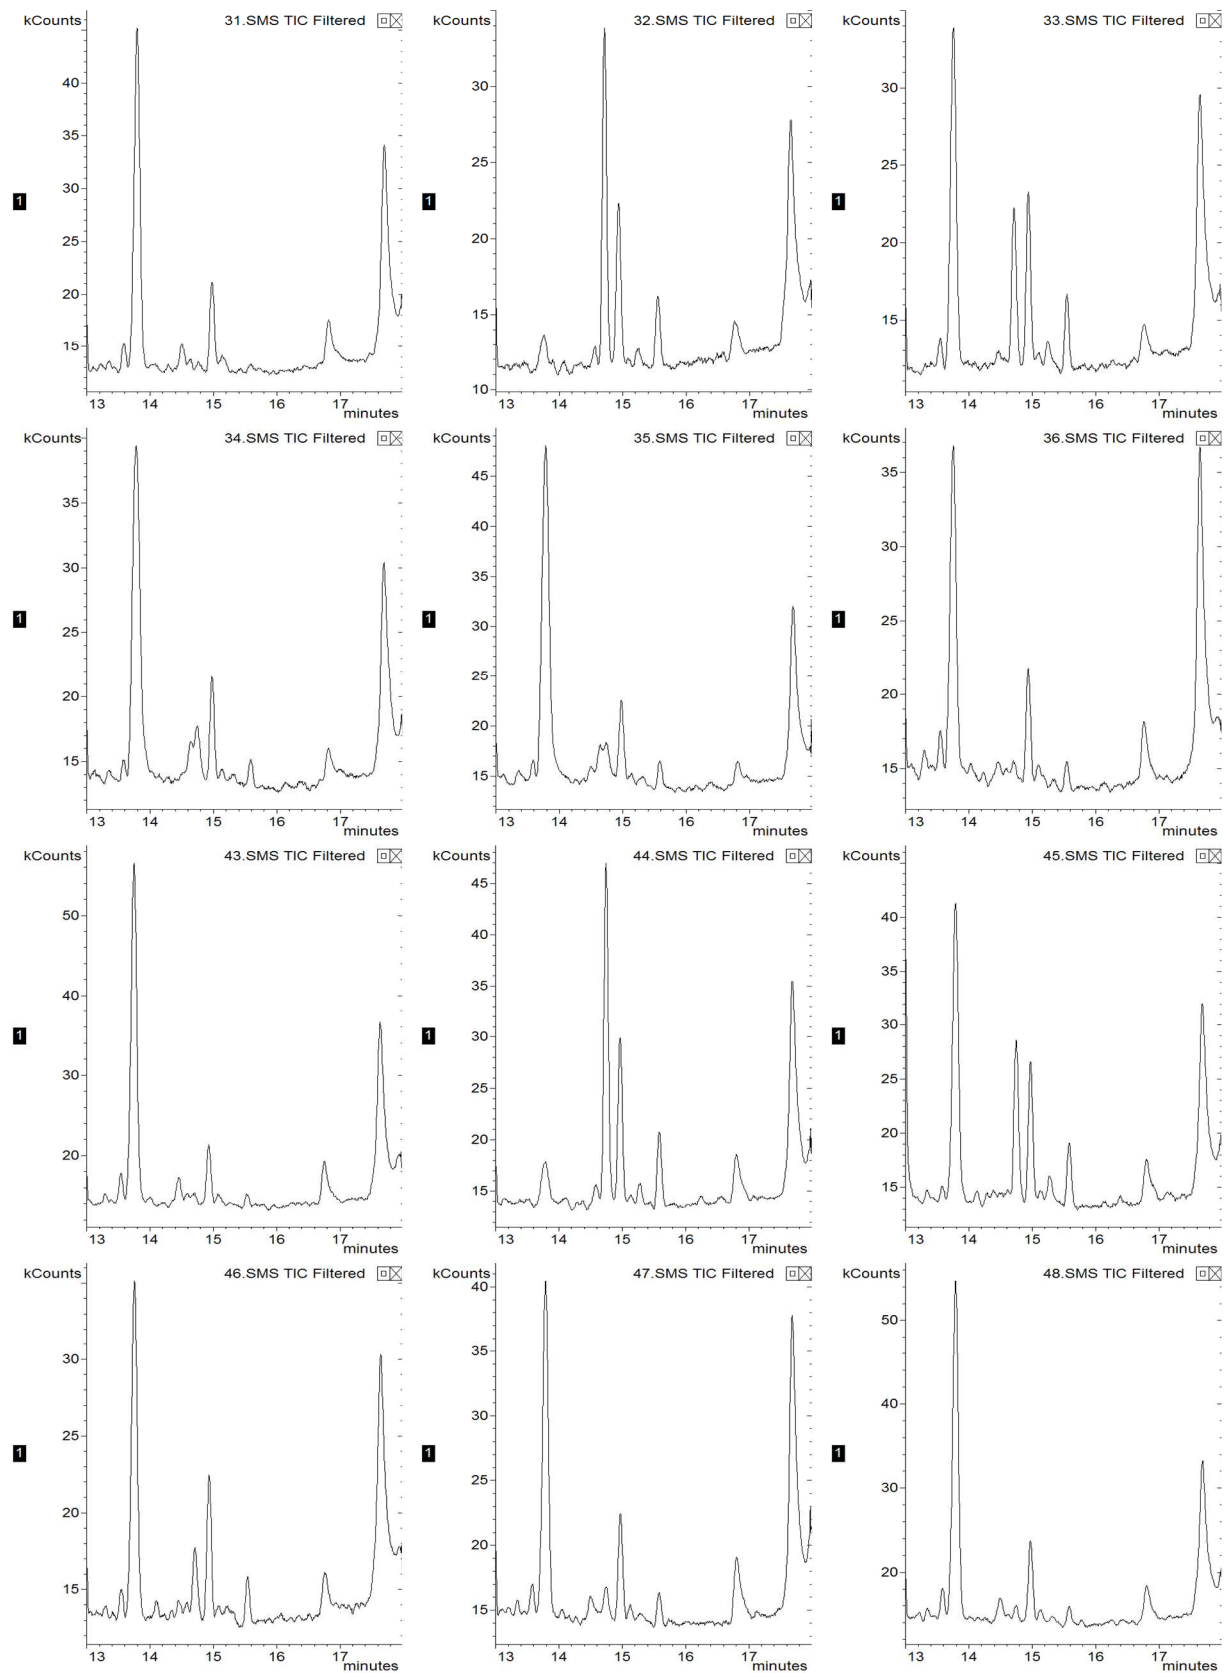 kCounts 31.SMS TIC Filtered
40
35
30
1
25
20
15
13 14 15 16 17
minutes
kCounts 32.SMS TIC Filtered
30
25
1
20
15
10
13 14 15 16 17
minutes
kCounts 33.SMS TIC Filtered
30
25
1
20
15
13 14 15 16 17
minutes
kCounts 34.SMS TIC Filtered
35
30
1
25
20
15
13 14 15 16 17
minutes
kCounts 35.SMS TIC Filtered
45
40
35
1
30
25
20
15
13 14 15 16 17
minutes
kCounts 36.SMS TIC Filtered
35
30
1
25
20
15
13 14 15 16 17
minutes
kCounts 43.SMS TIC Filtered
50
40
1
30
20
13 14 15 16 17
minutes
kCounts 44.SMS TIC Filtered
45
40
35
1
30
25
20
15
13 14 15 16 17
minutes
kCounts 45.SMS TIC Filtered
40
35
1
30
25
20
15
13 14 15 16 17
minutes
kCounts 46.SMS TIC Filtered
30
1
25
20
15
13 14 15 16 17
minutes
kCounts 47.SMS TIC Filtered
40
35
30
1
25
20
15
13 14 15 16 17
minutes
kCounts 48.SMS TIC Filtered
50
40
1
30
20
13 14 15 16 17
minutes